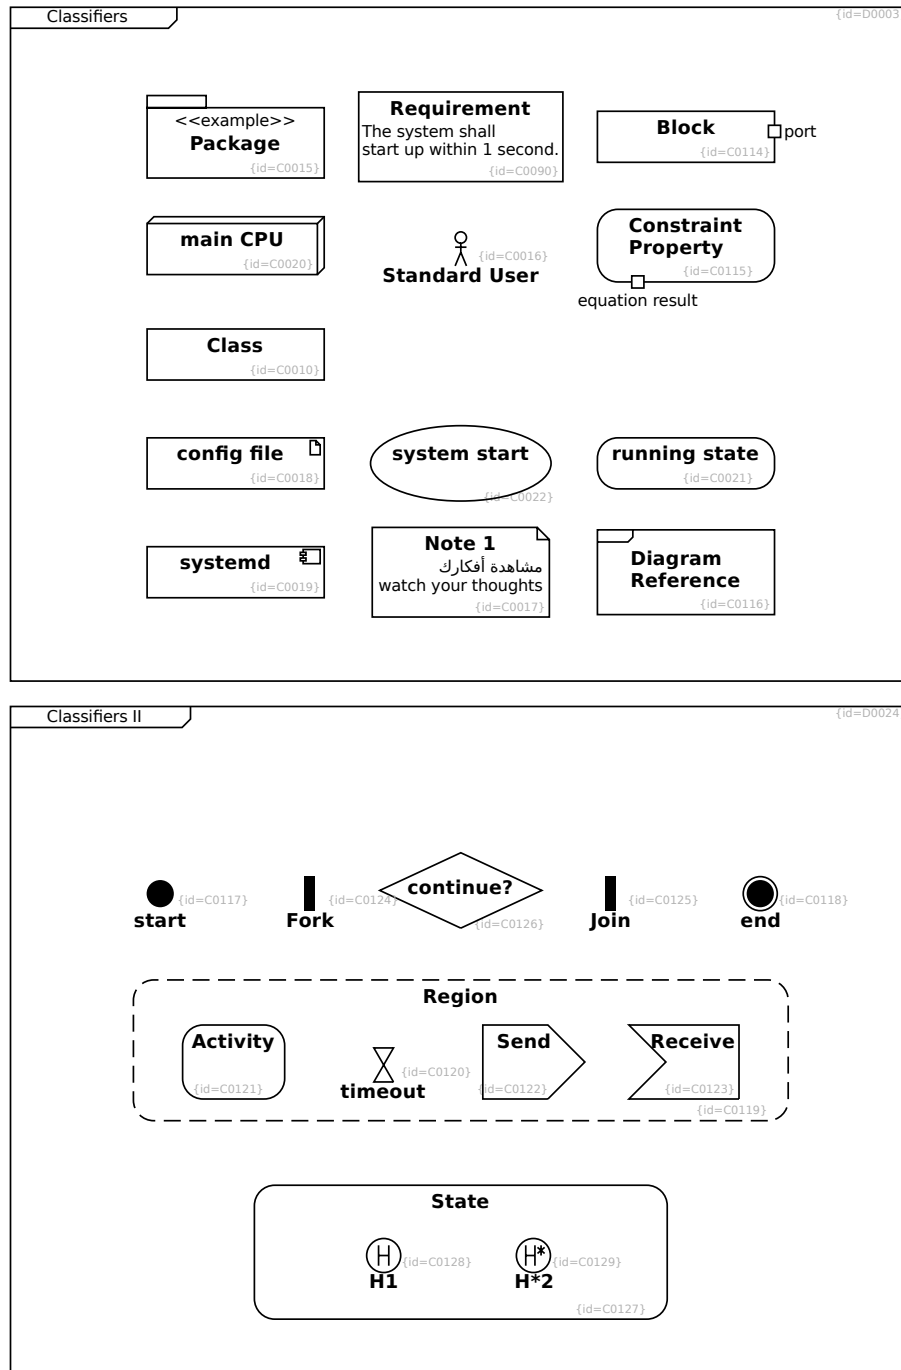 Classifiers
{id=D0003
<<example>>
Package
{id=C0015}
Requirement
The system shall
start up within 1 second.
{id=C0090}
Block
port
{id=C0114}
main CPU
{id=C0020}
{id=C0016}
Standard User
Constraint
Property
{id=C0115}
equation result
Class
{id=C0010}
config file
{id=C0018}
system start
{id=C0022}
running state
{id=C0021}
systemd
{id=C0019}
Note 1
مشاهدة أفكارك
watch your thoughts
{id=C0017}
Diagram
Reference
{id=C0116}
Classifiers II
{id=D0024
{id=C0117}
start
{id=C0124}
Fork
continue?
{id=C0126}
{id=C0125}
Join
{id=C0118}
end
Region
Activity
{id=C0121}
{id=C0120}
timeout
Send
{id=C0122}
Receive
{id=C0123}
{id=C0119}
State
H
{id=C0128}
H1
H*
{id=C0129}
H*2
{id=C0127}